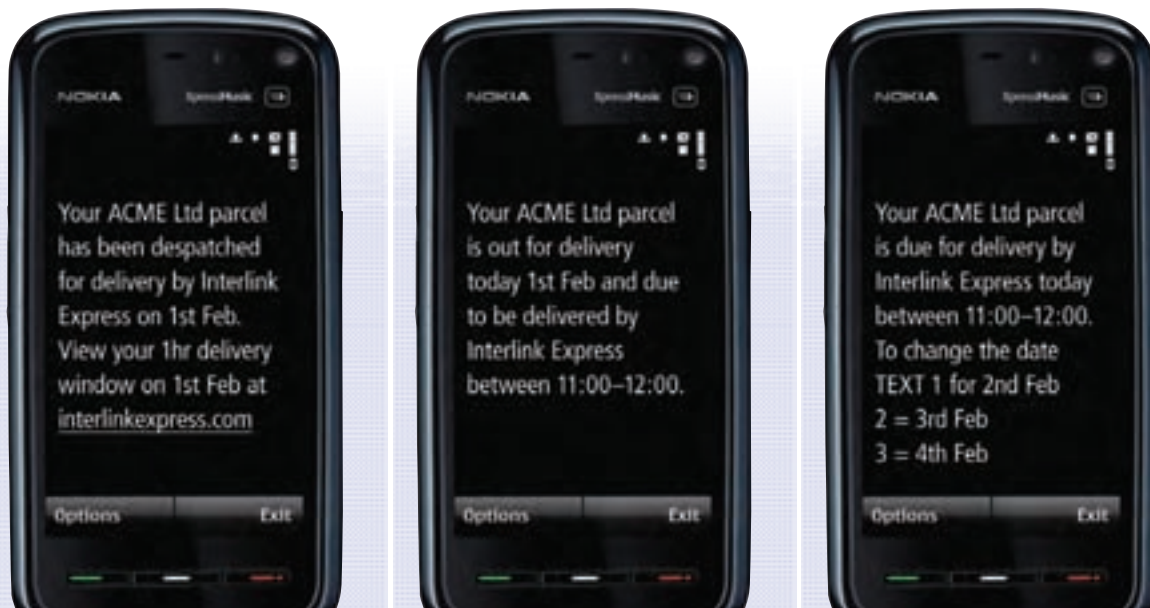 NOKIA
XpressMusic
Your ACME Ltd parcel
has been despatched
for delivery by Interlink
Express on 1st Feb.
View your 1hr delivery
window on 1st Feb at
interlinkexpress.com
Options Exit
NOKIA
XpressMusic
Your ACME Ltd parcel
is out for delivery
today 1st Feb and due
to be delivered by
Interlink Express
between 11:00–12:00.
Options Exit
NOKIA
XpressMusic
Your ACME Ltd parcel
is due for delivery by
Interlink Express today
between 11:00–12:00.
To change the date
TEXT 1 for 2nd Feb
2 = 3rd Feb
3 = 4th Feb
Options Exit